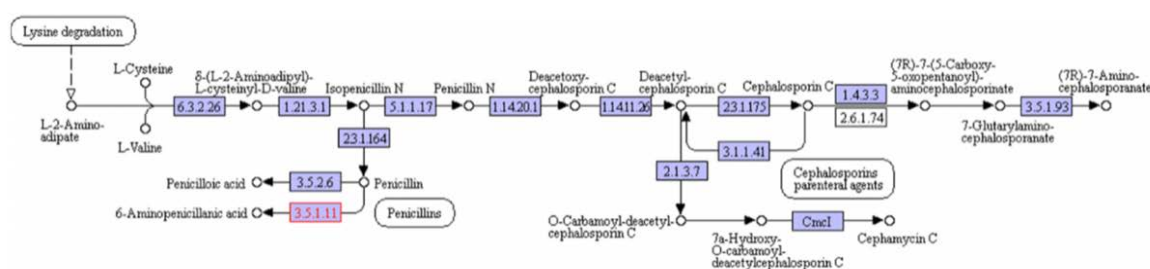 Lysine degradation
L-Cysteine
L-2-Amino-
adipate
L-Valine
6.3.2.26
δ-(L-2-Aminoadipyl)-
L-cysteinyl-D-valine
1.21.3.1
Isopenicillin N
5.1.1.17
Penicillin N
1.14.20.1
Deacetoxy-
cephalosporin C
1.14.11.26
Deacetyl-
cephalosporin C
2.3.1.175
Cephalosporin C
1.4.3.3
2.6.1.74
(7R)-7-(5-Carboxy-
5-oxopentanoyl)-
aminocephalosporinate
3.5.1.93
7-Glutarylamino-
cephalosporanate
(7R)-7-Amino-
cephalosporanate
2.3.1.164
3.1.1.41
2.1.3.7
Cephalosporins
parenteral agents
Penicilloic acid
3.5.2.6
Penicillin
6-Aminopenicillanic acid
3.5.1.11
Penicillins
O-Carbamoyl-deacetyl-
cephalosporin C
7a-Hydroxy-
O-carbamoyl-
deacetylcephalosporin C
CmcI
Cephamycin C